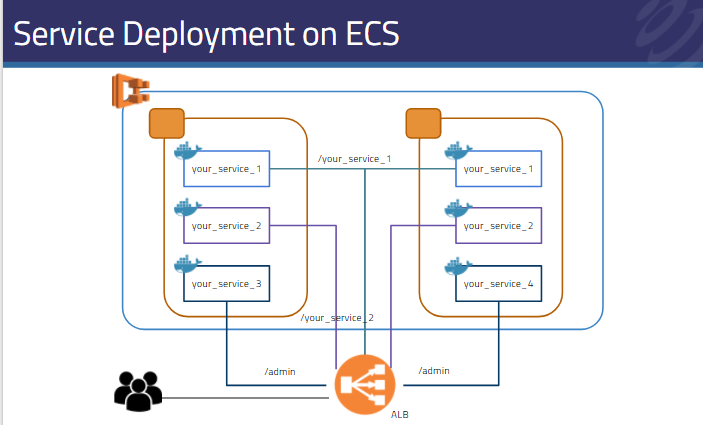 Service Deployment on ECS
/your_service_1
your_service_1
your_service_1
your_service_2
your_service_2
your_service_3
your_service_4
/your_service_2
/admin
/admin
ALB